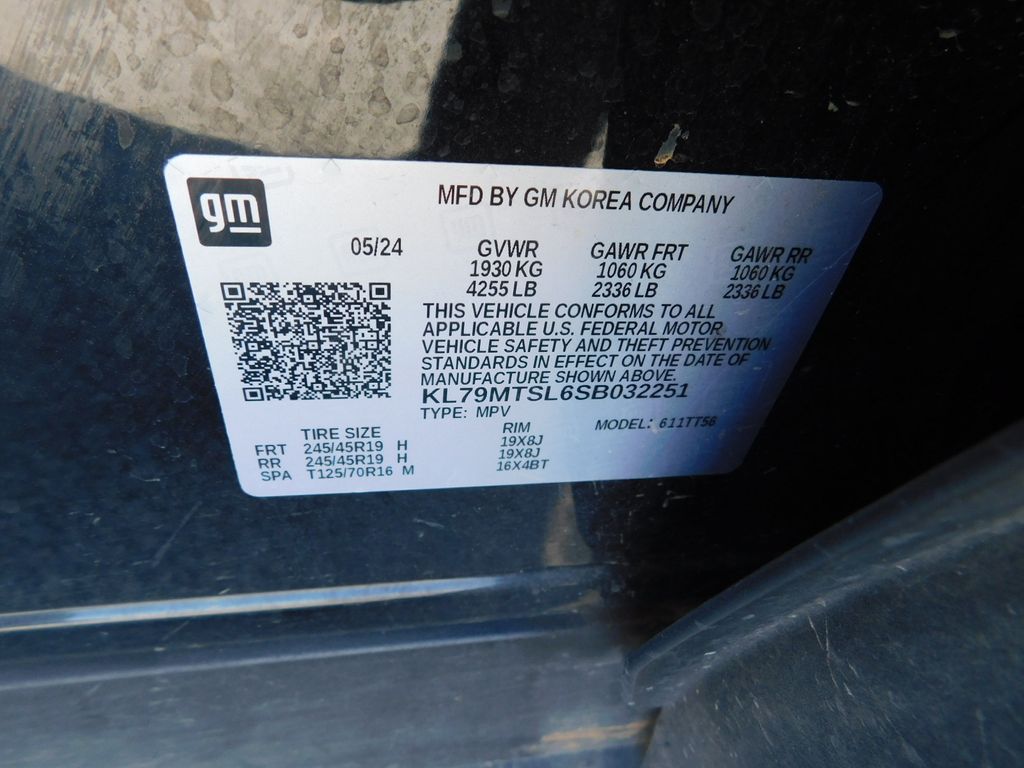 gm
MFD BY GM KOREA COMPANY
05/24 GVWR GAWR FRT GAWR RR
1930 KG 1060 KG 1060 KG
4255 LB 2336 LB 2336 LB
THIS VEHICLE CONFORMS TO ALL
APPLICABLE U.S. FEDERAL MOTOR
VEHICLE SAFETY AND THEFT PREVENTION
STANDARDS IN EFFECT ON THE DATE OF
MANUFACTURE SHOWN ABOVE.
KL79MTSL6SB032251
TYPE: MPV MODEL: 611TT56
TIRE SIZE RIM
FRT 245/45R19 H 19X8J
RR 245/45R19 H 19X8J
SPA T125/70R16 M 16X4BT